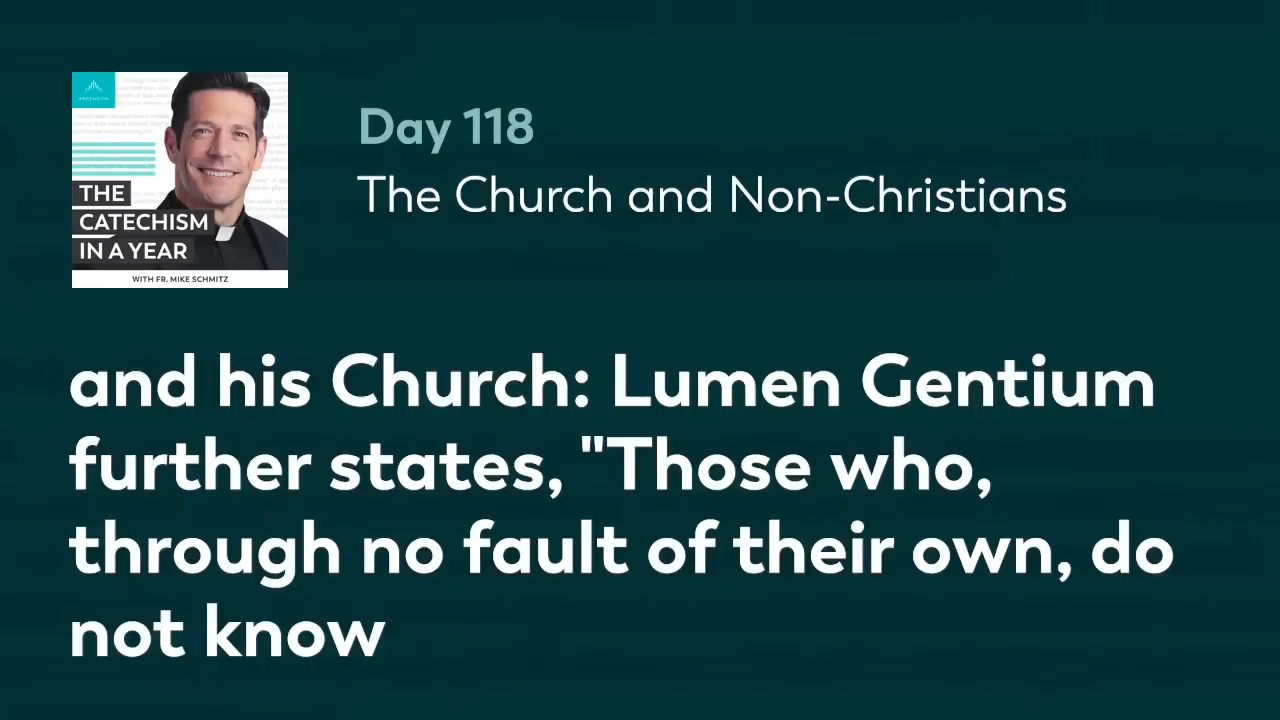 ASCENSION
THE
CATECHISM
IN A YEAR
WITH FR. MIKE SCHMITZ
Day 118
The Church and Non-Christians
and his Church: Lumen Gentium
further states, "Those who,
through no fault of their own, do
not know